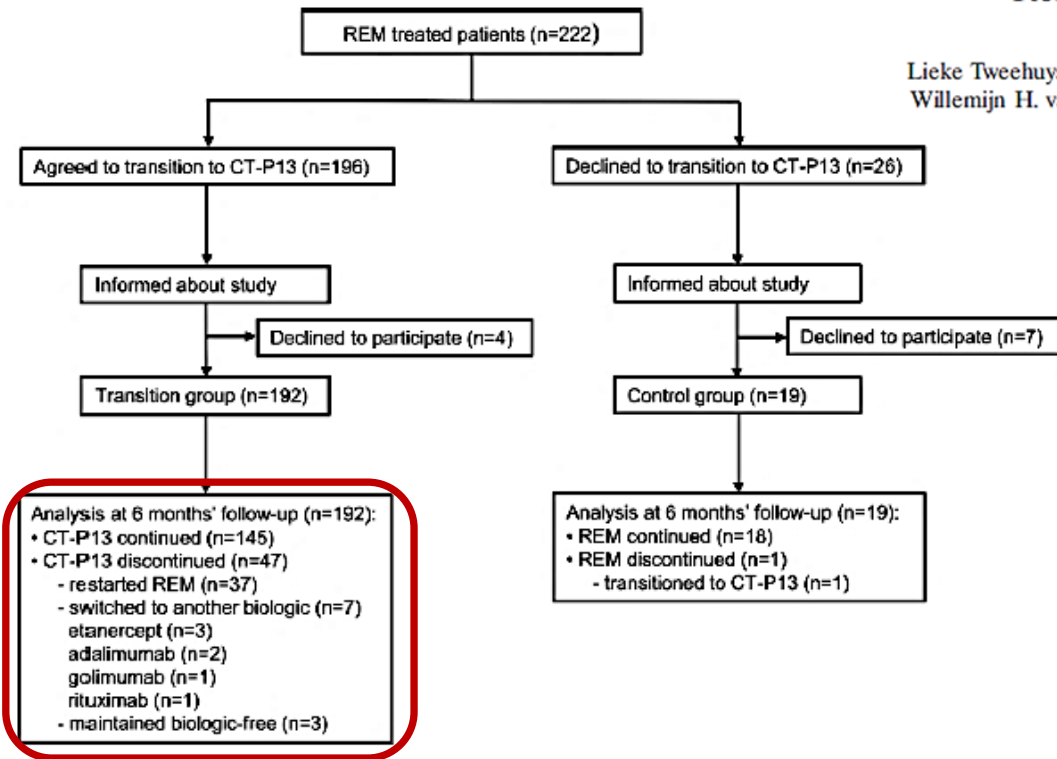 REM treated patients (n=222)
Lieke
Willemijn H.
Agreed to transition to CT-P13 (n=196)
Declined to transition to CT-P13 (n=26)
Informed about study
Informed about study
Declined to participate (n=4)
Declined to participate (n=7)
Transition group (n=192)
Control group (n=19)
Analysis at 6 months' follow-up (n=192):
• CT-P13 continued (n=145)
• CT-P13 discontinued (n=47)
- restarted REM (n=37)
- switched to another biologic (n=7)
etanercept (n=3)
adalimumab (n=2)
golimumab (n=1)
rituximab (n=1)
- maintained biologic-free (n=3)
Analysis at 6 months' follow-up (n=19):
• REM continued (n=18)
• REM discontinued (n=1)
- transitioned to CT-P13 (n=1)